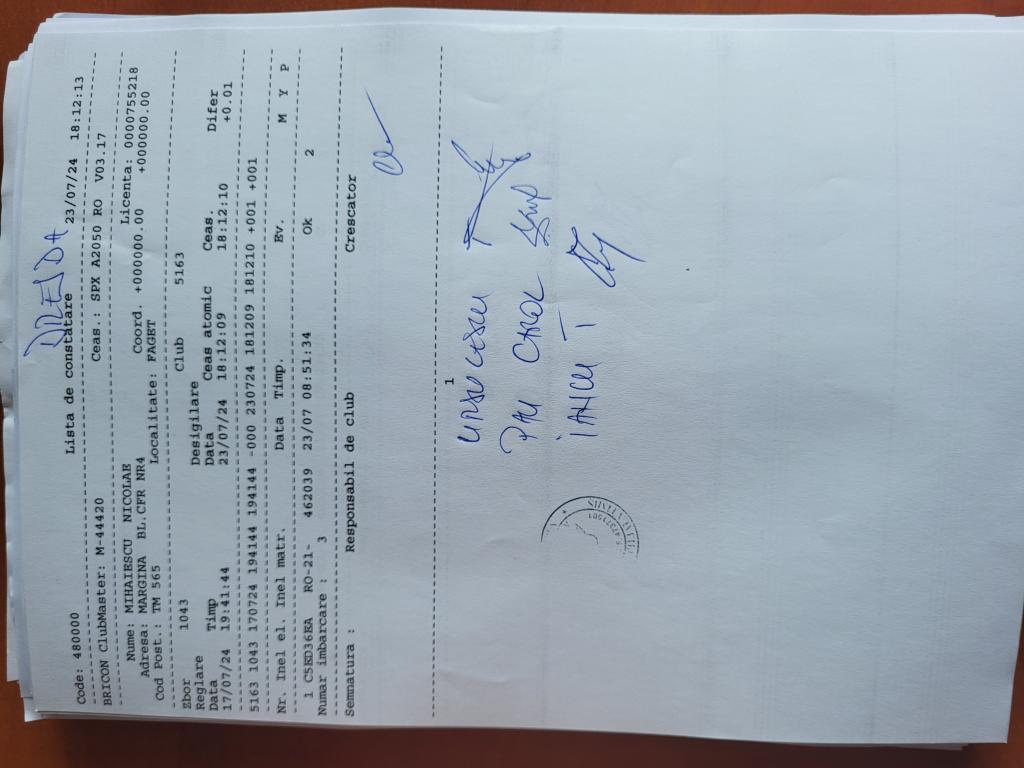 DRESDA
Code: 480000 Lista de constatare 23/07/24 18:12:13
BRICON ClubMaster: M-44420 Ceas.: SPX A2050 RO V03.17
Nume: MIHAIESCU NICOLAE Licenta: 0000755218
Adresa: MARGINA BL.CFR NR4 Coord. +000000.00 +000000.00
Cod Post.: TM 565 Localitate: FAGET
Zbor 1043 Club 5163
Reglare Desigilare
Data Timp Data Ceas atomic Ceas. Difer
17/07/24 19:41:44 23/07/24 18:12:09 18:12:10 +0.01
5163 1043 170724 194144 194144 -000 230724 181209 181210 +001 +001
Nr. Inel el. Inel matr. Data Timp. Ev. M Y P
1 C5ED36EA RO-21- 462039 23/07 08:51:34 Ok 2
Numar imbarcare : 3
Semnatura : Responsabil de club Crescator
1
URSU
PAU CAROL
IANCU I